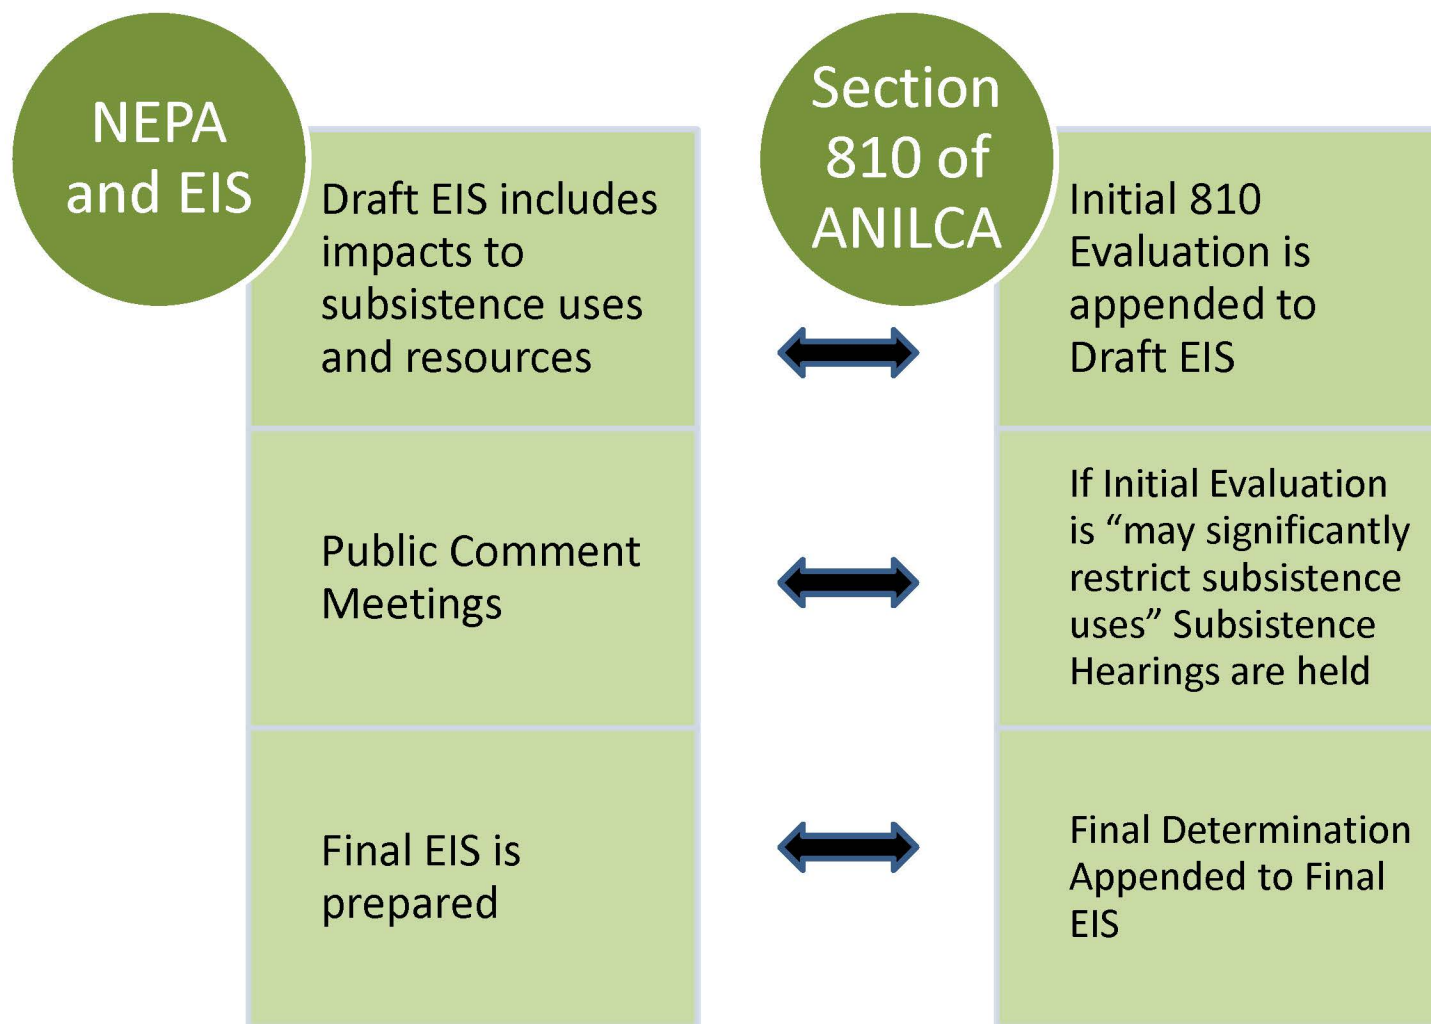 NEPA
and EIS
Draft EIS includes
impacts to
subsistence uses
and resources
Public Comment
Meetings
Final EIS is
prepared
Section
810 of
ANILCA
Initial 810
Evaluation is
appended to
Draft EIS
If Initial Evaluation
is “may significantly
restrict subsistence
uses” Subsistence
Hearings are held
Final Determination
Appended to Final
EIS